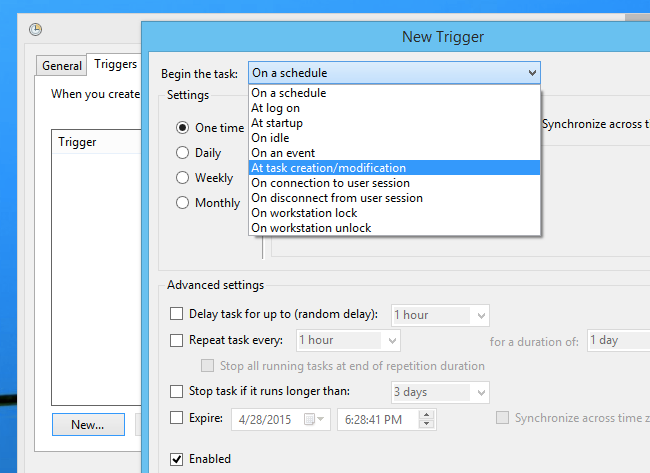 New Trigger
General
Triggers
When you create
Trigger
New...
Begin the task:
On a schedule
On a schedule
At log on
At startup
On idle
On an event
At task creation/modification
On connection to user session
On disconnect from user session
On workstation lock
On workstation unlock
Settings
One time
Daily
Weekly
Monthly
Synchronize across t
Advanced settings
Delay task for up to (random delay):
1 hour
Repeat task every:
1 hour
for a duration of:
1 day
Stop all running tasks at end of repetition duration
Stop task if it runs longer than:
3 days
Expire:
4/28/2015
6:28:41 PM
Synchronize across time z
Enabled